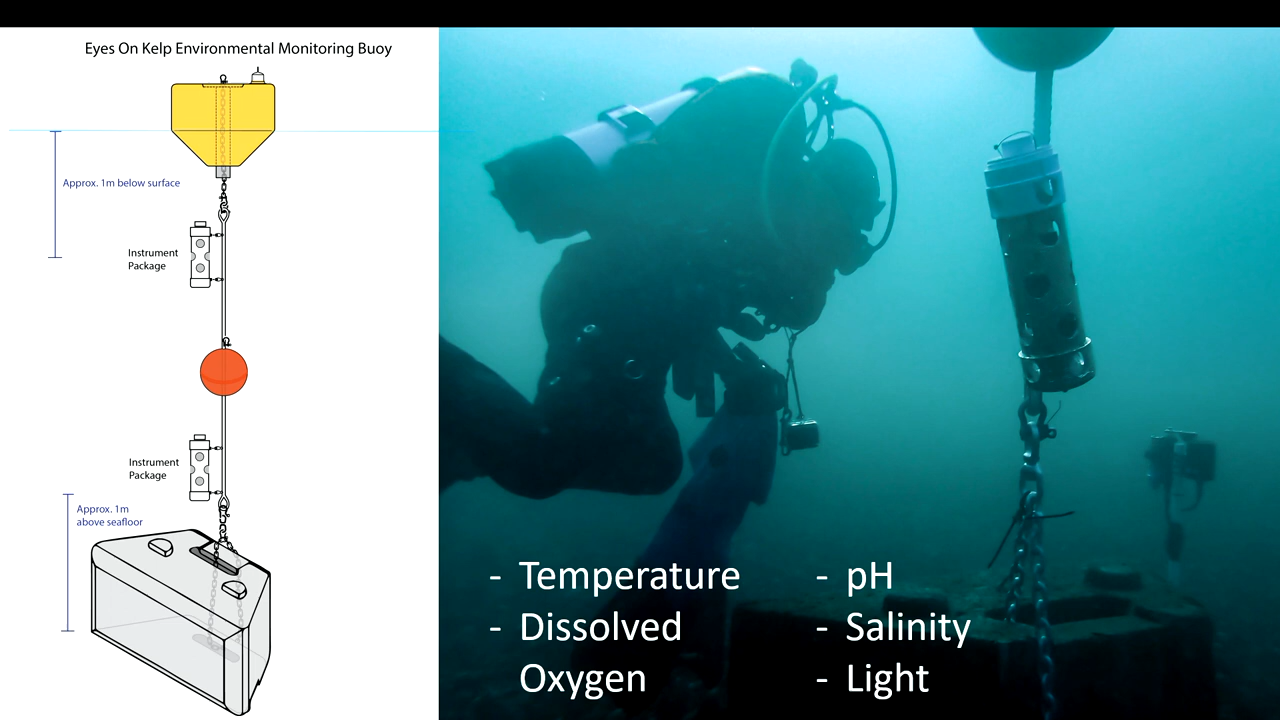 Eyes On Kelp Environmental Monitoring Buoy
Approx. 1m below surface
Instrument
Package
Instrument
Package
Approx. 1m
above seafloor
- Temperature
- Dissolved
Oxygen
- pH
- Salinity
- Light